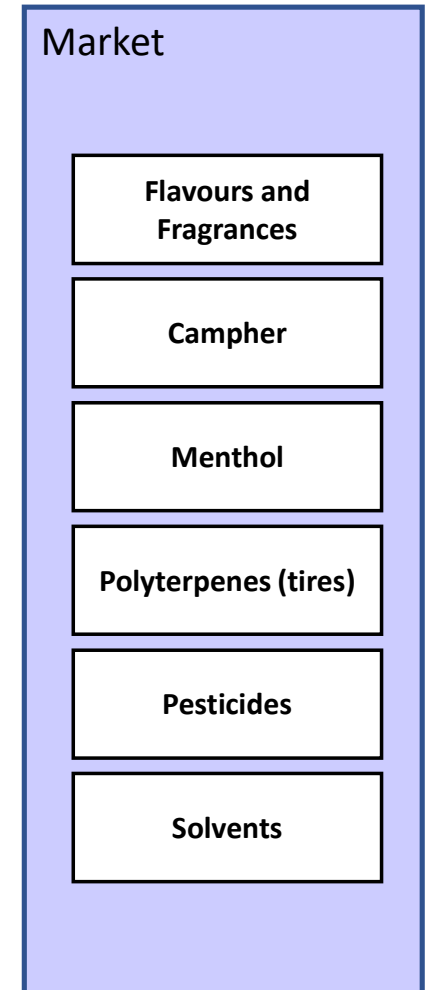 Market
Flavours and
Fragrances
Campher
Menthol
Polyterpenes (tires)
Pesticides
Solvents